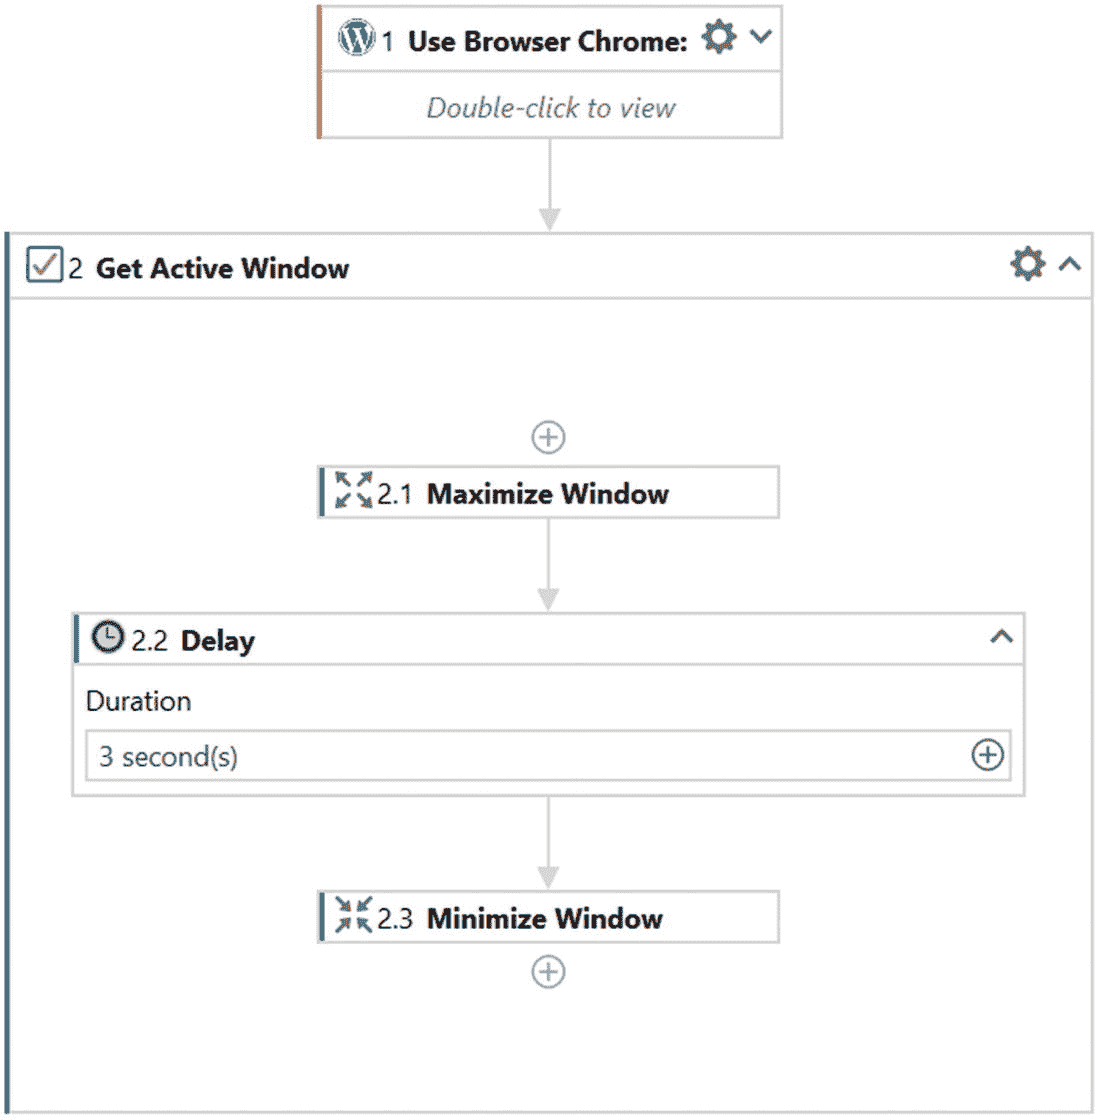 1 Use Browser Chrome:
Double-click to view
2 Get Active Window
2.1 Maximize Window
2.2 Delay
Duration
3 second(s)
2.3 Minimize Window